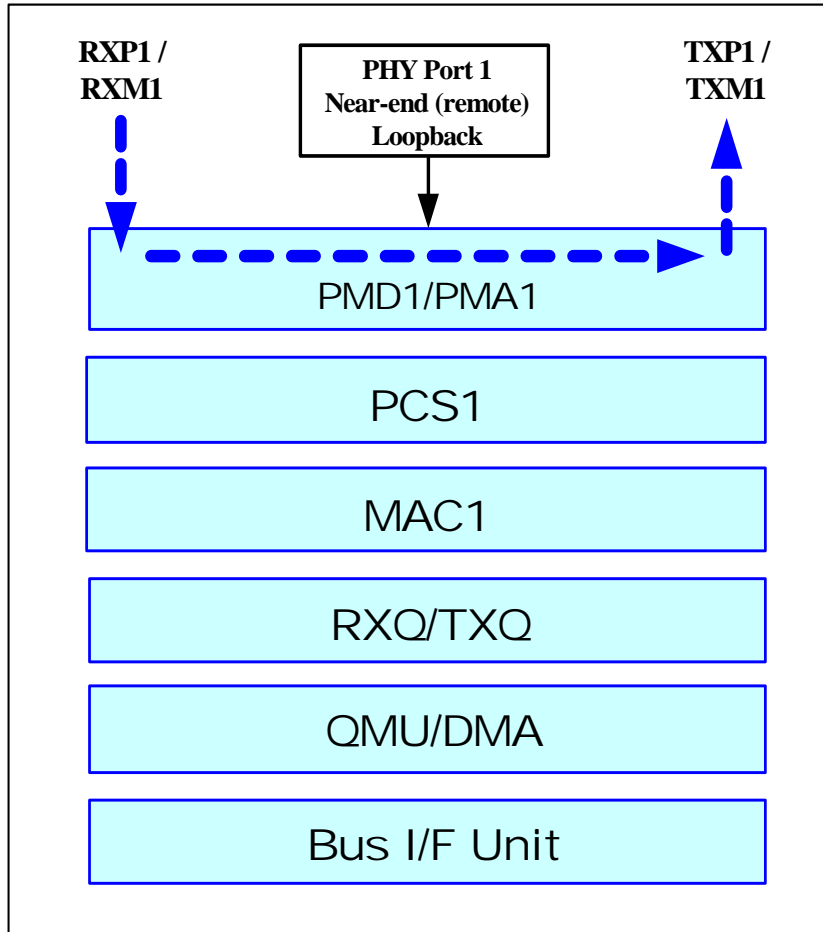 RXP1 /
RXM1
PHY Port 1
Near-end (remote)
Loopback
TXP1 /
TXM1
PMD1/PMA1
PCS1
MAC1
RXQ/TXQ
QMU/DMA
Bus I/F Unit